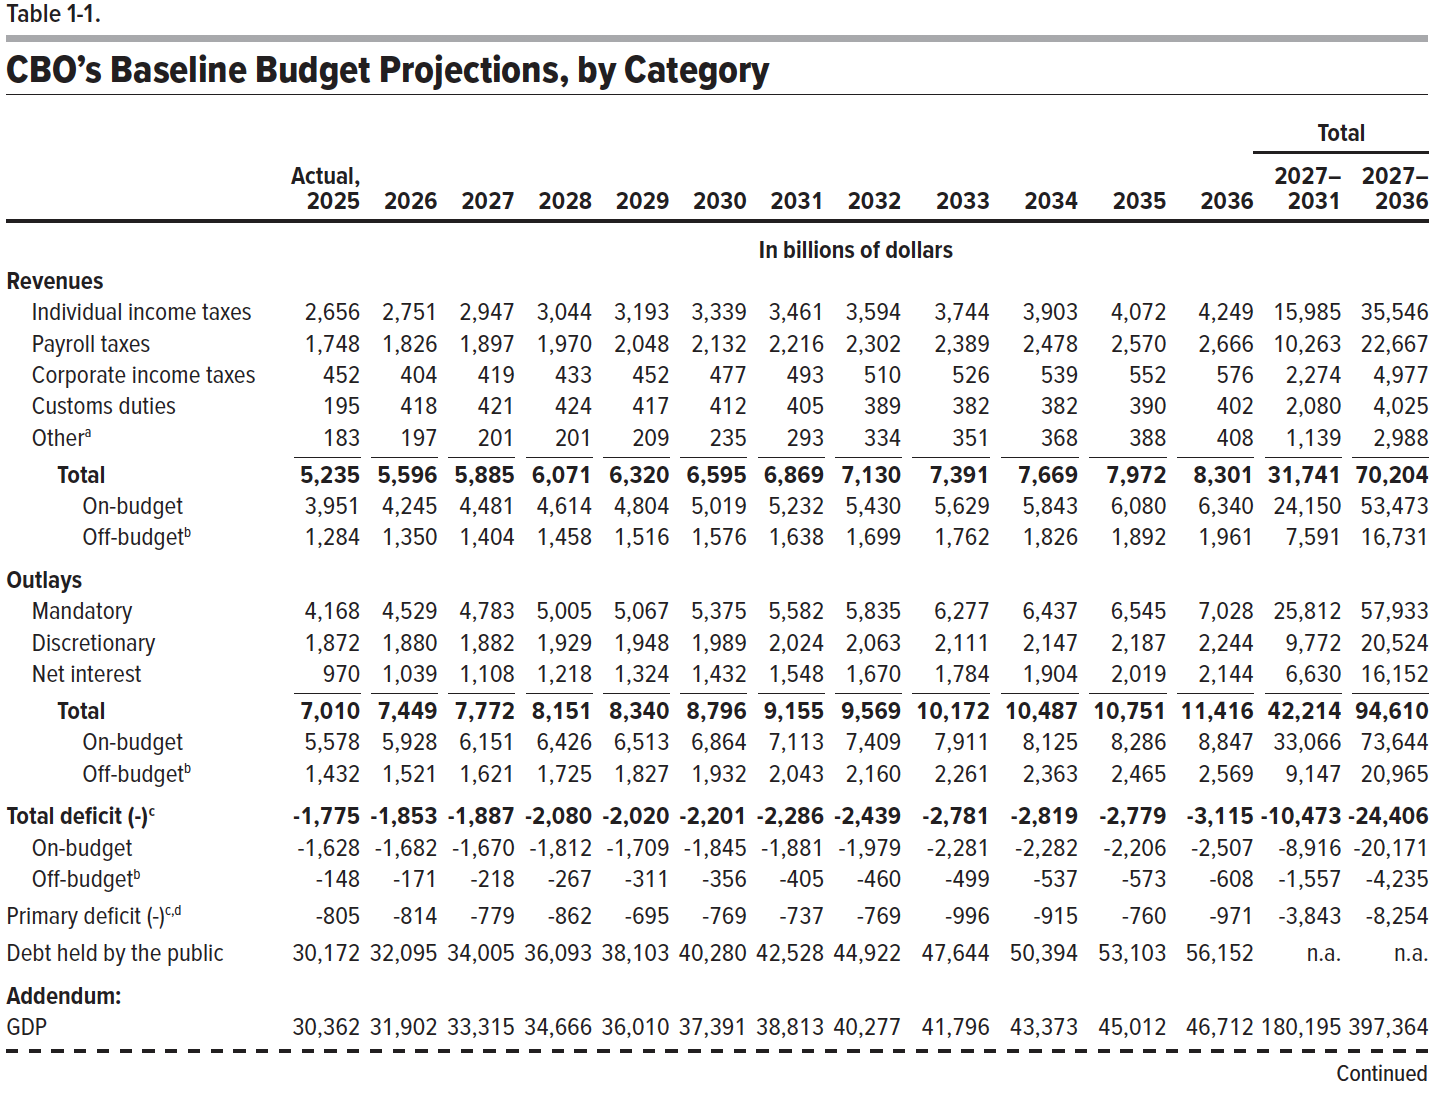 Table 1-1.
CBO’s Baseline Budget Projections, by Category
Total
Actual, 2027– 2027–
2025 2026 2027 2028 2029 2030 2031 2032 2033 2034 2035 2036 2031 2036
In billions of dollars
Revenues
Individual income taxes 2,656 2,751 2,947 3,044 3,193 3,339 3,461 3,594 3,744 3,903 4,072 4,249 15,985 35,546
Payroll taxes 1,748 1,826 1,897 1,970 2,048 2,132 2,216 2,302 2,389 2,478 2,570 2,666 10,263 22,667
Corporate income taxes 452 404 419 433 452 477 493 510 526 539 552 576 2,274 4,977
Customs duties 195 418 421 424 417 412 405 389 382 382 390 402 2,080 4,025
Otherᵃ 183 197 201 201 209 235 293 334 351 368 388 408 1,139 2,988
Total 5,235 5,596 5,885 6,071 6,320 6,595 6,869 7,130 7,391 7,669 7,972 8,301 31,741 70,204
On-budget 3,951 4,245 4,481 4,614 4,804 5,019 5,232 5,430 5,629 5,843 6,080 6,340 24,150 53,473
Off-budgetᵇ 1,284 1,350 1,404 1,458 1,516 1,576 1,638 1,699 1,762 1,826 1,892 1,961 7,591 16,731
Outlays
Mandatory 4,168 4,529 4,783 5,005 5,067 5,375 5,582 5,835 6,277 6,437 6,545 7,028 25,812 57,933
Discretionary 1,872 1,880 1,882 1,929 1,948 1,989 2,024 2,063 2,111 2,147 2,187 2,244 9,772 20,524
Net interest 970 1,039 1,108 1,218 1,324 1,432 1,548 1,670 1,784 1,904 2,019 2,144 6,630 16,152
Total 7,010 7,449 7,772 8,151 8,340 8,796 9,155 9,569 10,172 10,487 10,751 11,416 42,214 94,610
On-budget 5,578 5,928 6,151 6,426 6,513 6,864 7,113 7,409 7,911 8,125 8,286 8,847 33,066 73,644
Off-budgetᵇ 1,432 1,521 1,621 1,725 1,827 1,932 2,043 2,160 2,261 2,363 2,465 2,569 9,147 20,965
Total deficit (-)ᶜ -1,775 -1,853 -1,887 -2,080 -2,020 -2,201 -2,286 -2,439 -2,781 -2,819 -2,779 -3,115 -10,473 -24,406
On-budget -1,628 -1,682 -1,670 -1,812 -1,709 -1,845 -1,881 -1,979 -2,281 -2,282 -2,206 -2,507 -8,916 -20,171
Off-budgetᵇ -148 -171 -218 -267 -311 -356 -405 -460 -499 -537 -573 -608 -1,557 -4,235
Primary deficit (-)ᶜ,ᵈ -805 -814 -779 -862 -695 -769 -737 -769 -996 -915 -760 -971 -3,843 -8,254
Debt held by the public 30,172 32,095 34,005 36,093 38,103 40,280 42,528 44,922 47,644 50,394 53,103 56,152 n.a. n.a.
Addendum:
GDP 30,362 31,902 33,315 34,666 36,010 37,391 38,813 40,277 41,796 43,373 45,012 46,712 180,195 397,364
Continued